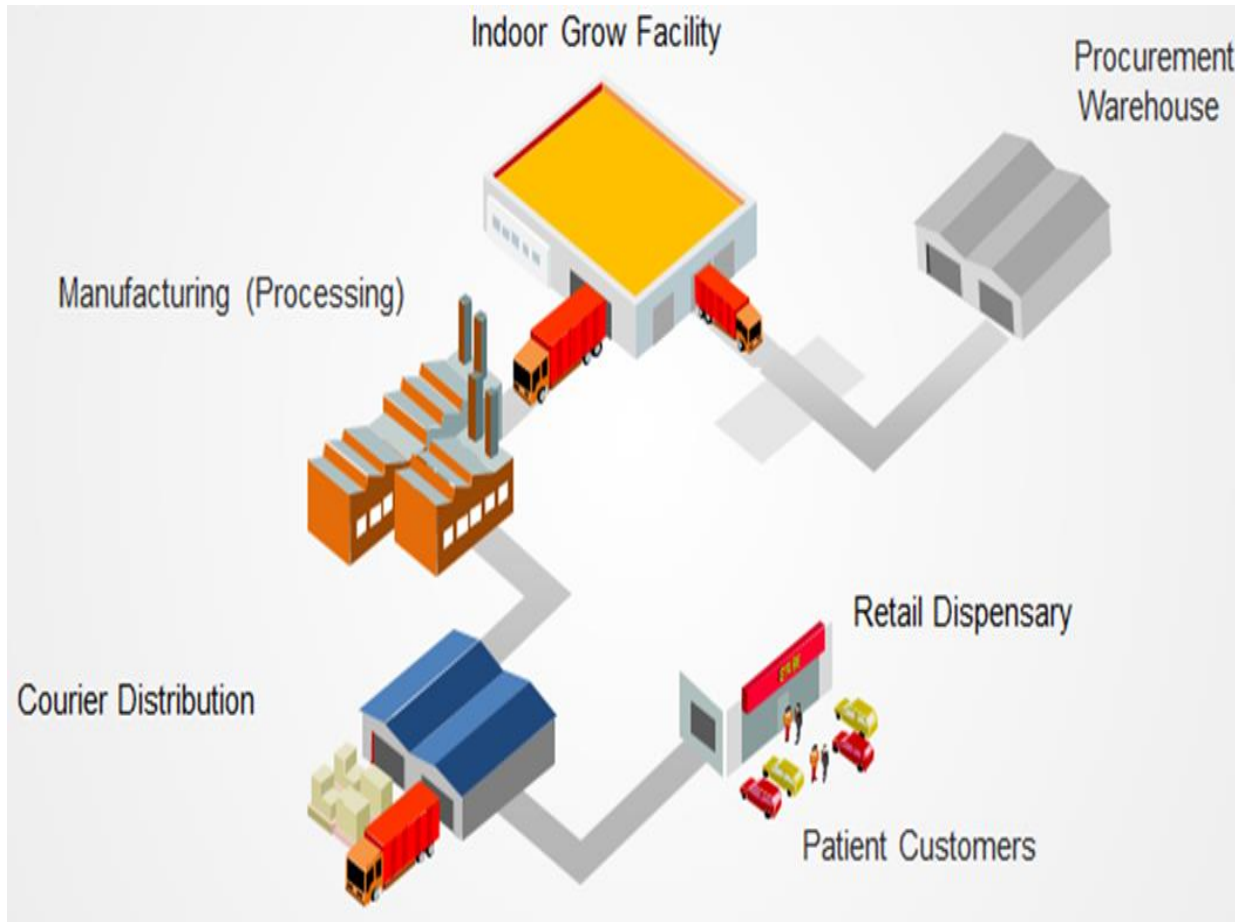 Indoor Grow Facility
Procurement
Warehouse
Manufacturing (Processing)
Retail Dispensary
Courier Distribution
Patient Customers